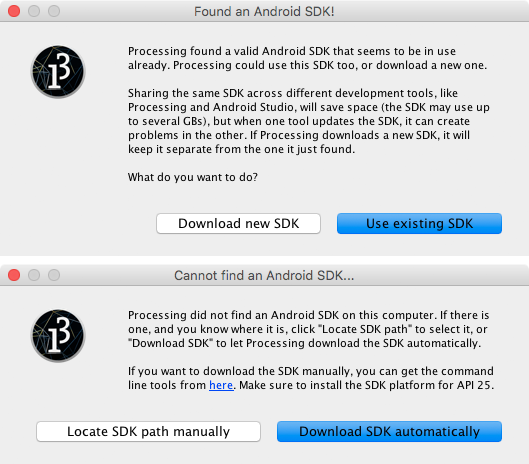 Found an Android SDK!
Processing found a valid Android SDK that seems to be in use
already. Processing could use this SDK too, or download a new one.
Sharing the same SDK across different development tools, like
Processing and Android Studio, will save space (the SDK may use up
to several GBs), but when one tool updates the SDK, it can create
problems in the other. If Processing downloads a new SDK, it will
keep it separate from the one it just found.
What do you want to do?
Download new SDK
Use existing SDK
Cannot find an Android SDK...
Processing did not find an Android SDK on this computer. If there is
one, and you know where it is, click "Locate SDK path" to select it, or
"Download SDK" to let Processing download the SDK automatically.
If you want to download the SDK manually, you can get the command
line tools from here. Make sure to install the SDK platform for API 25.
Locate SDK path manually
Download SDK automatically